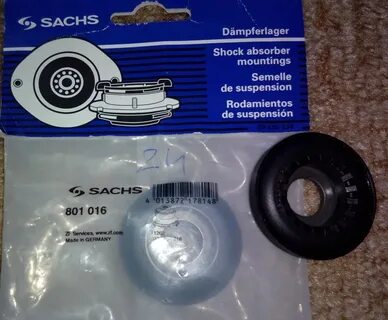 SACHS
Dämpferlager
Shock absorber
mountings
Semelle
de suspension
Rodamientos
de suspensión
24
SACHS
801 016
4 013872 178148
ZF Services, www.zf.com
Made in GERMANY